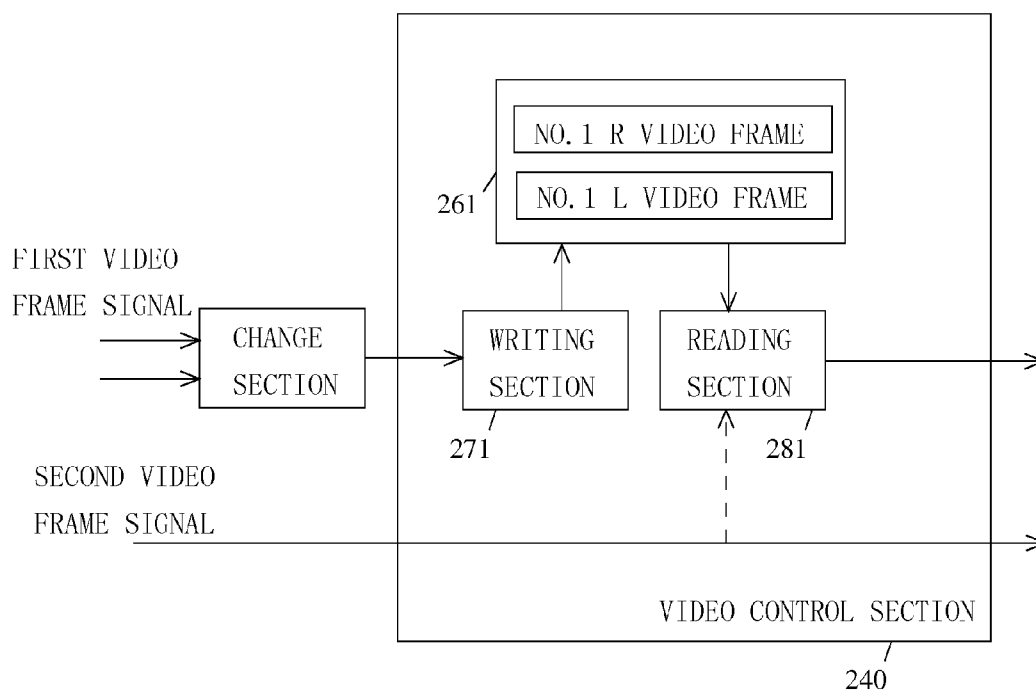 NO.1 R VIDEO FRAME
261
NO.1 L VIDEO FRAME
FIRST VIDEO
FRAME SIGNAL
CHANGE
SECTION
WRITING
SECTION
READING
SECTION
271
281
SECOND VIDEO
FRAME SIGNAL
VIDEO CONTROL SECTION
240